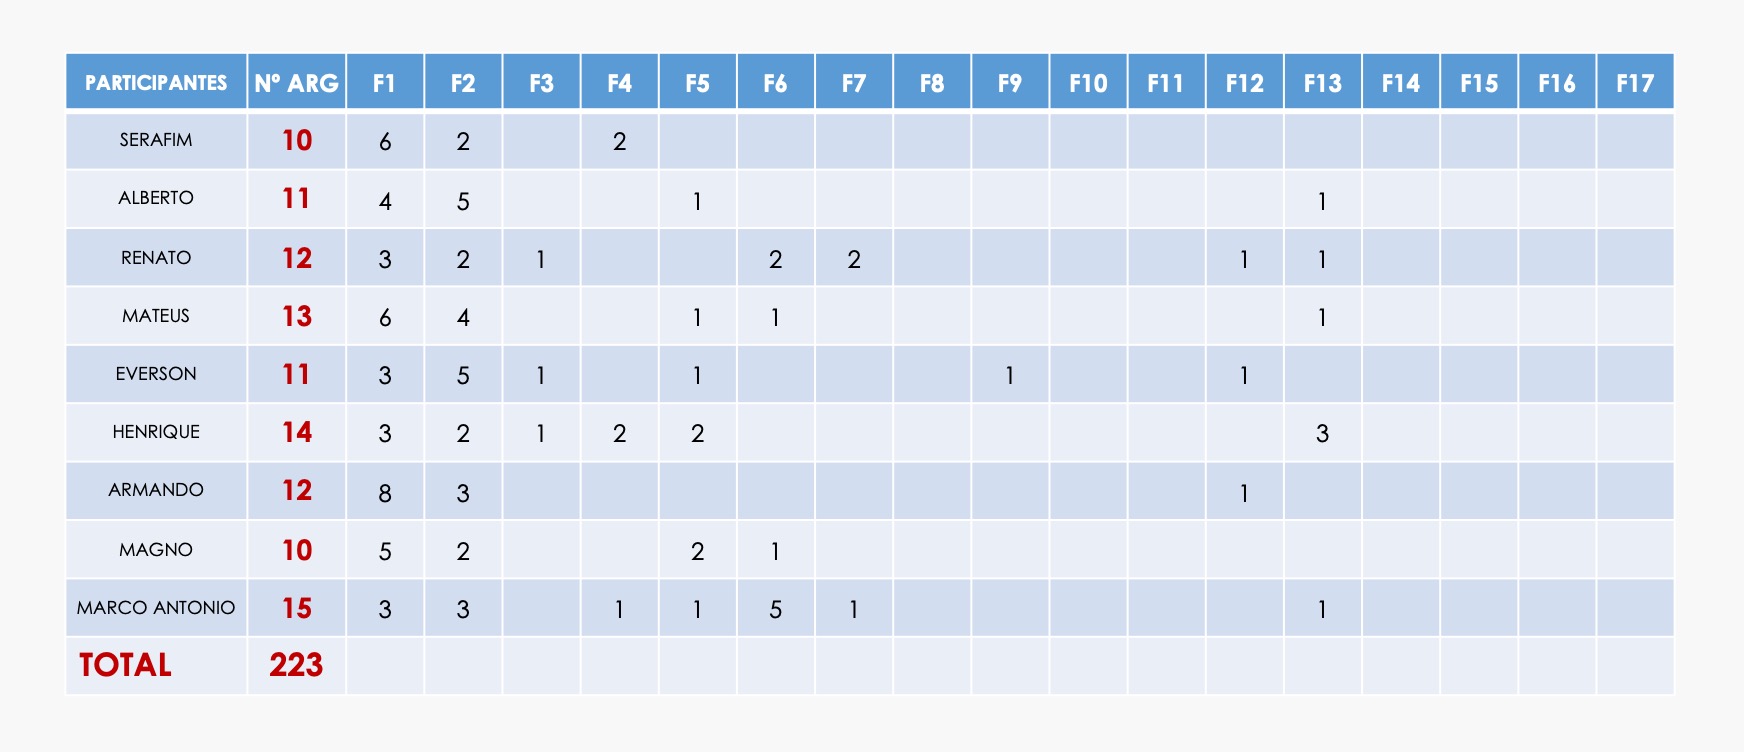 PARTICIPANTES Nº ARG F1 F2 F3 F4 F5 F6 F7 F8 F9 F10 F11 F12 F13 F14 F15 F16 F17
SERAFIM 10 6 2 2
ALBERTO 11 4 5 1 1
RENATO 12 3 2 1 2 2 1 1
MATEUS 13 6 4 1 1 1
EVERSON 11 3 5 1 1 1 1
HENRIQUE 14 3 2 1 2 2 3
ARMANDO 12 8 3 1
MAGNO 10 5 2 2 1
MARCO ANTONIO 15 3 3 1 1 5 1 1
TOTAL 223